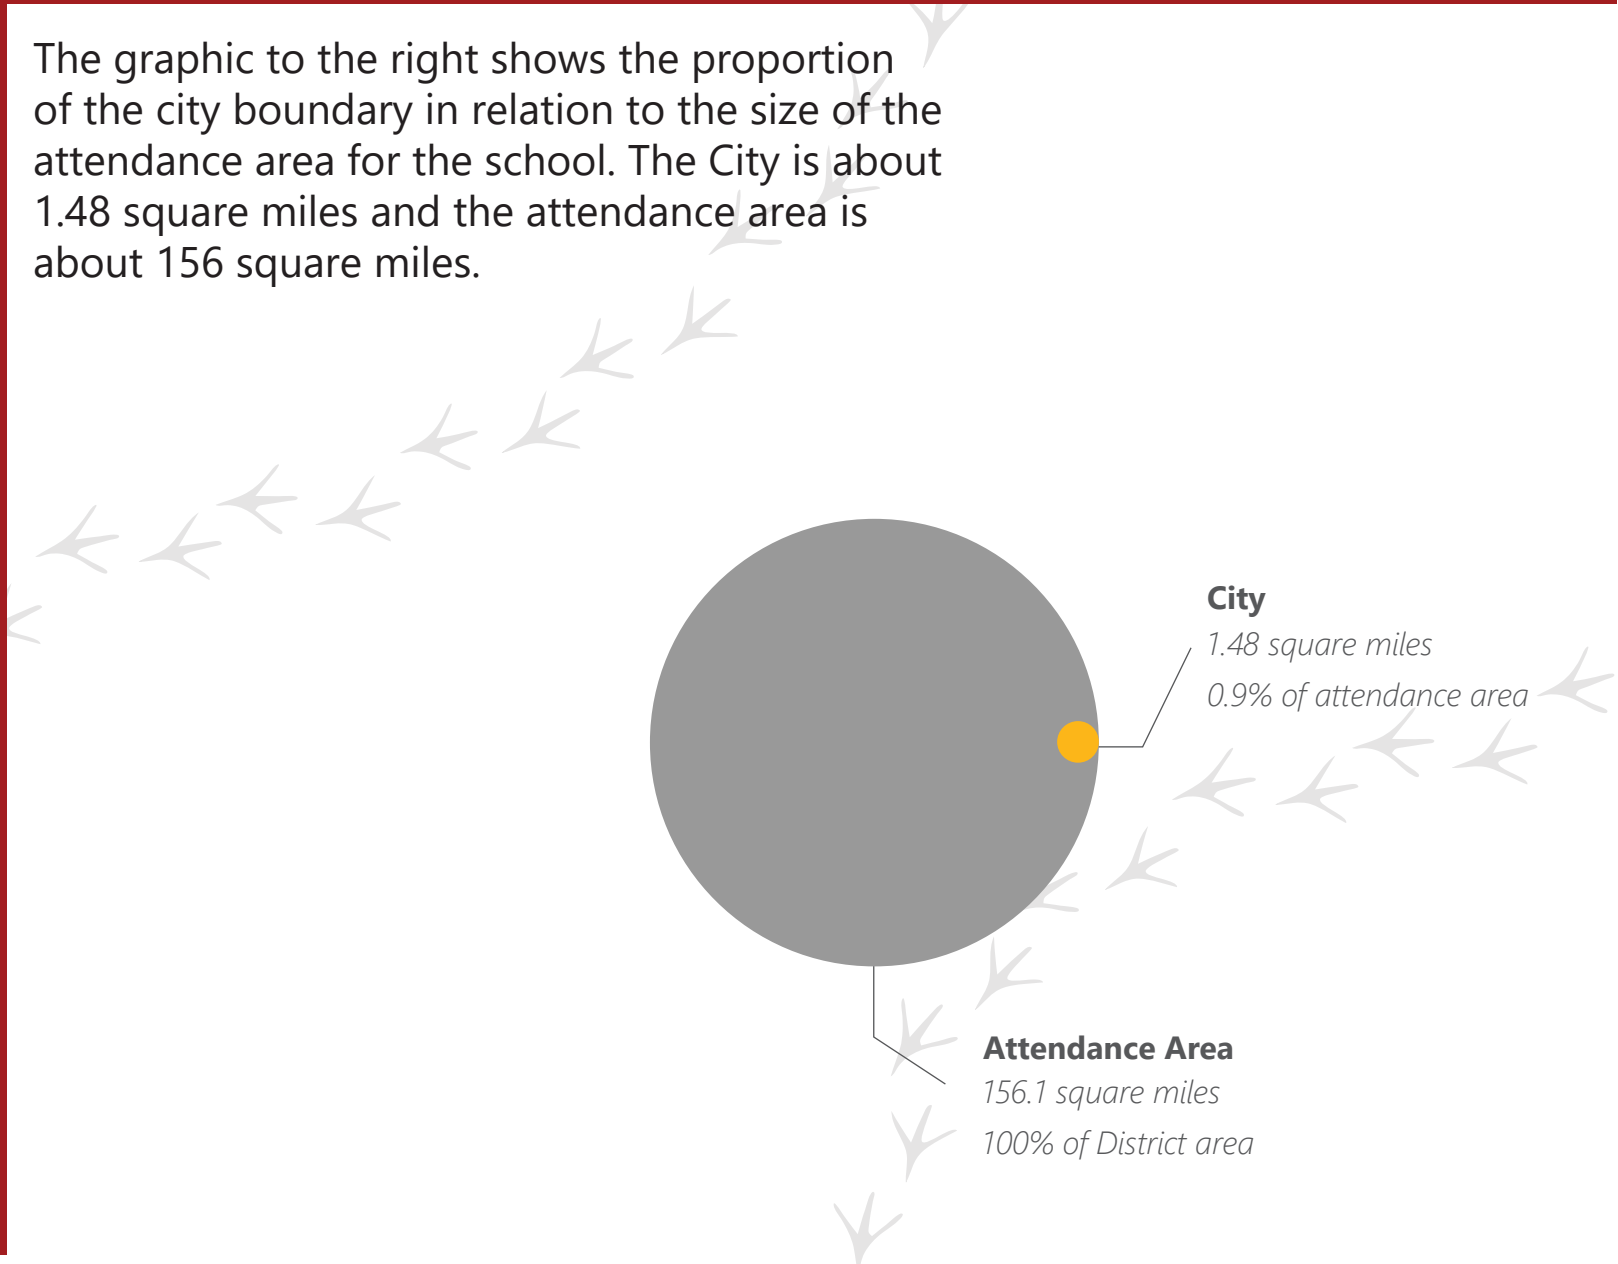 The graphic to the right shows the proportion
of the city boundary in relation to the size of the
attendance area for the school. The City is about
1.48 square miles and the attendance area is
about 156 square miles.
City
1.48 square miles
0.9% of attendance area
Attendance Area
156.1 square miles
100% of District area